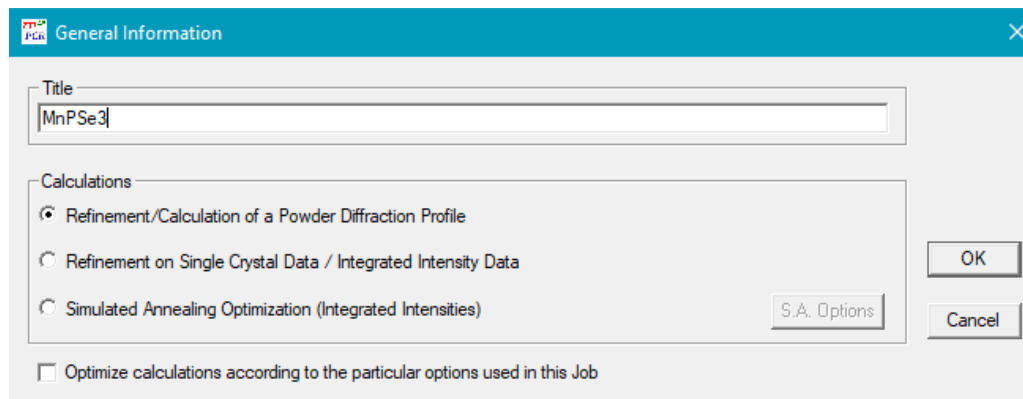 General Information
Title
MnPSe3
Calculations
Refinement/Calculation of a Powder Diffraction Profile
Refinement on Single Crystal Data / Integrated Intensity Data
Simulated Annealing Optimization (Integrated Intensities)
S.A. Options
OK
Cancel
Optimize calculations according to the particular options used in this Job